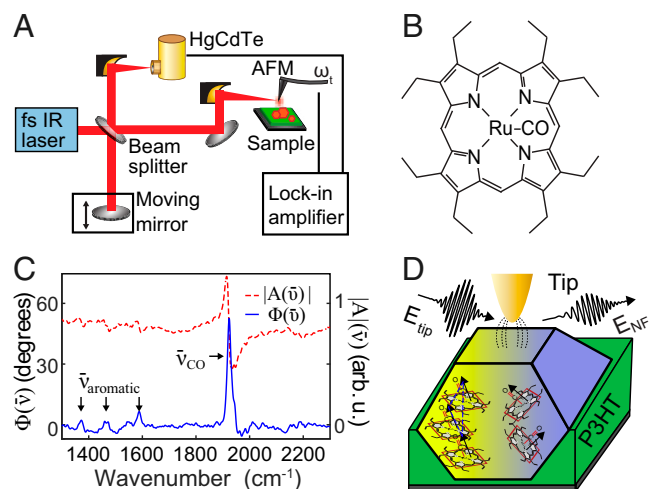 A
HgCdTe
AFM
ωt
fs IR
laser
Beam
splitter
Sample
Moving
mirror
Lock-in
amplifier
B
N
N
Ru-CO
N
N
C
Φ(ν̄) (degrees)
60
30
0
|A(ν̄)|
Φ(ν̄)
ν̄CO
ν̄aromatic
1
0
|A|(ν̄) (arb. u.)
1400 1600 1800 2000 2200
Wavenumber (cm-1)
D
Tip
Etip
ENF
P3HT